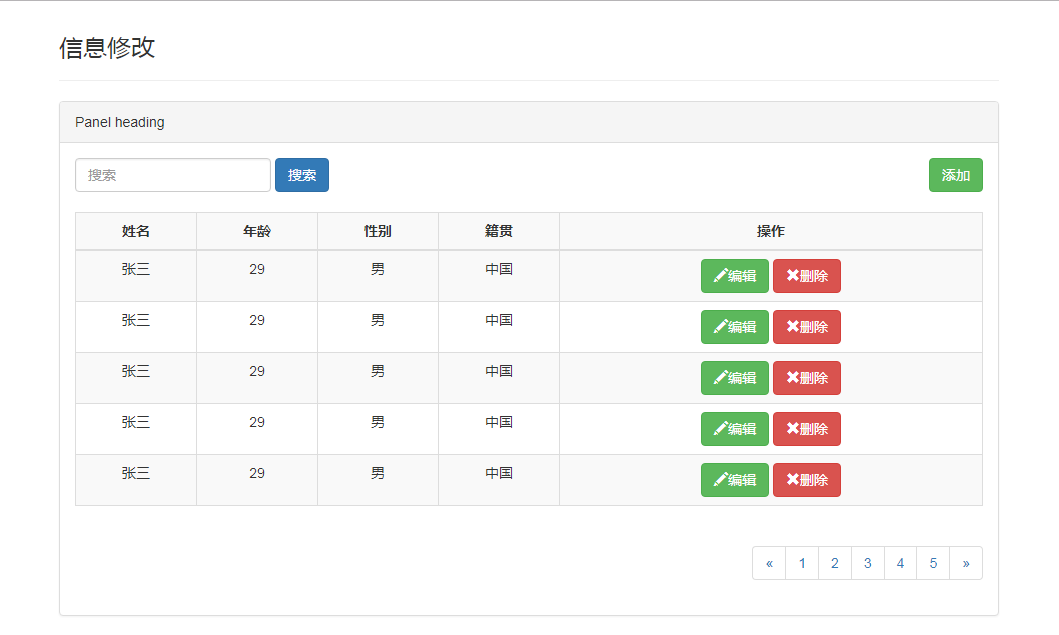 信息修改
Panel heading
搜索 搜索 添加
姓名 年龄 性别 籍贯 操作
张三 29 男 中国 编辑 删除
张三 29 男 中国 编辑 删除
张三 29 男 中国 编辑 删除
张三 29 男 中国 编辑 删除
张三 29 男 中国 编辑 删除
« 1 2 3 4 5 »